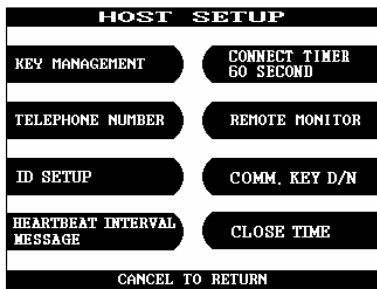 HOST SETUP
KEY MANAGEMENT
CONNECT TIMER
60 SECOND
TELEPHONE NUMBER
REMOTE MONITOR
ID SETUP
COMM. KEY D/N
HEARTBEAT INTERVAL
MESSAGE
CLOSE TIME
CANCEL TO RETURN